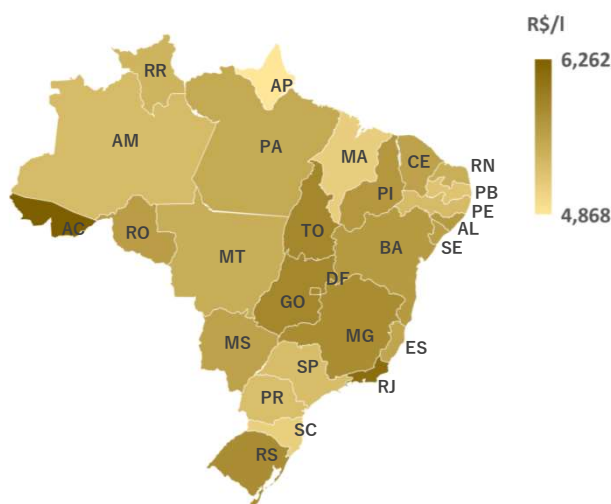 R$/l
6,262
4,868
RR
AP
AM
PA
MA
CE
RN
PI
PB
PE
AC
RO
TO
AL
MT
BA
SE
DF
GO
MS
MG
ES
SP
RJ
PR
SC
RS